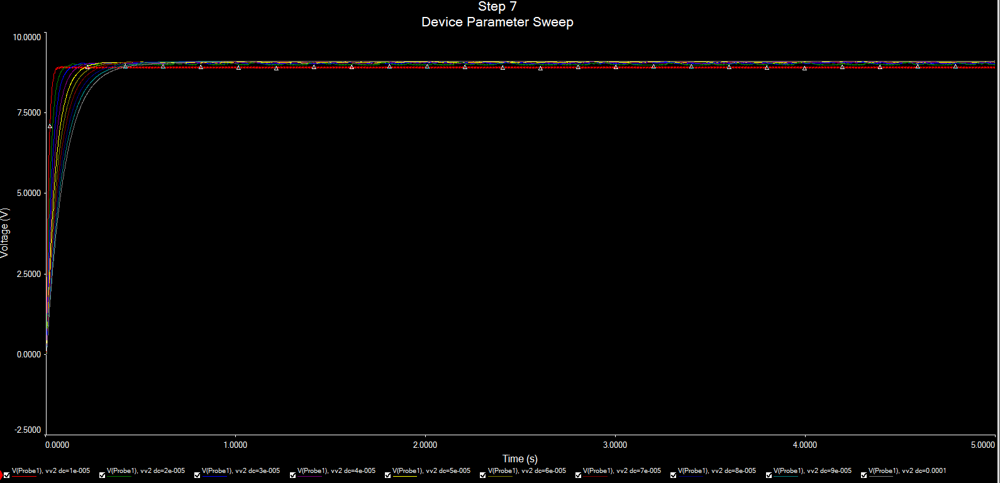 Step 7
Device Parameter Sweep
10.0000
7.5000
5.0000
2.5000
0.0000
-2.5000
Voltage (V)
0.0000 1.0000 2.0000 3.0000 4.0000 5.0000
Time (s)
V(Probe1), vv2 dc=1e-005 V(Probe1), vv2 dc=2e-005 V(Probe1), vv2 dc=3e-005 V(Probe1), vv2 dc=4e-005 V(Probe1), vv2 dc=5e-005 V(Probe1), vv2 dc=6e-005 V(Probe1), vv2 dc=7e-005 V(Probe1), vv2 dc=8e-005 V(Probe1), vv2 dc=9e-005 V(Probe1), vv2 dc=0.0001